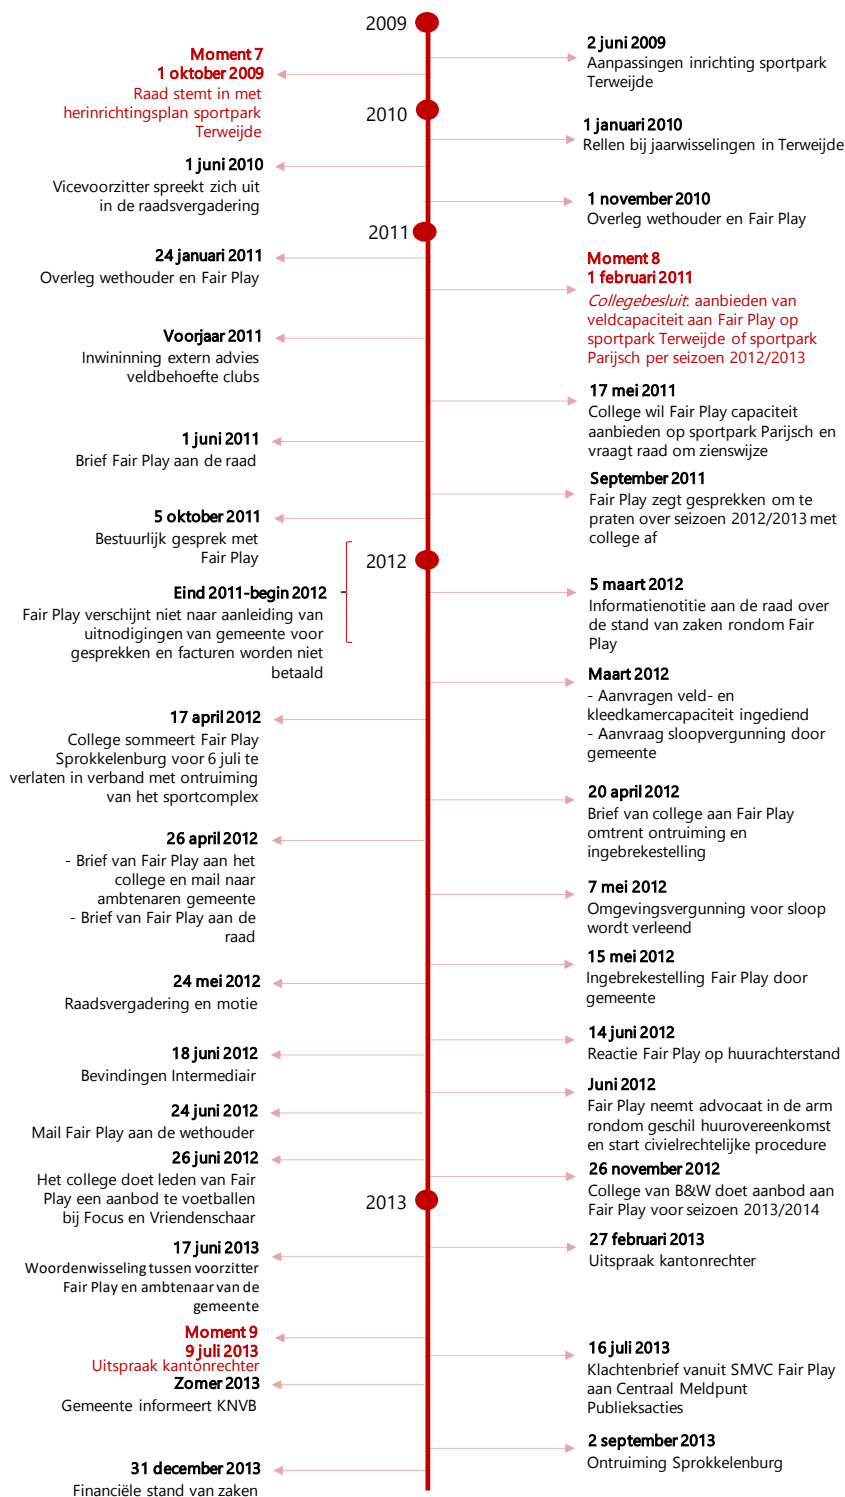 2009
2 juni 2009
Aanpassingen inrichting sportpark
Terweijde
Moment 7
1 oktober 2009
Raad stemt in met
herinrichtingsplan sportpark
Terweijde
2010
1 januari 2010
Rellen bij jaarwisselingen in Terweijde
1 juni 2010
Vicevoorzitter spreekt zich uit
in de raadsvergadering
1 november 2010
Overleg wethouder en Fair Play
2011
24 januari 2011
Overleg wethouder en Fair Play
Moment 8
1 februari 2011
Collegebesluit: aanbieden van
veldcapaciteit aan Fair Play op
sportpark Terweijde of sportpark
Parijsch per seizoen 2012/2013
Voorjaar 2011
Inwininning extern advies
veldbehoefte clubs
17 mei 2011
College wil Fair Play capaciteit
aanbieden op sportpark Parijsch en
vraagt raad om zienswijze
1 juni 2011
Brief Fair Play aan de raad
September 2011
Fair Play zegt gesprekken om te
praten over seizoen 2012/2013 met
college af
5 oktober 2011
Bestuurlijk gesprek met
Fair Play
2012
Eind 2011-begin 2012
Fair Play verschijnt niet naar aanleiding van
uitnodigingen van gemeente voor
gesprekken en facturen worden niet
betaald
5 maart 2012
Informatienotitie aan de raad over
de stand van zaken rondom Fair
Play
Maart 2012
- Aanvragen veld- en
kleedkamercapaciteit ingediend
- Aanvraag sloopvergunning door
gemeente
17 april 2012
College sommeert Fair Play
Sprokkelenburg voor 6 juli te
verlaten in verband met ontruiming
van het sportcomplex
20 april 2012
Brief van college aan Fair Play
omtrent ontruiming en
ingebrekestelling
26 april 2012
- Brief van Fair Play aan het
college en mail naar
ambtenaren gemeente
- Brief van Fair Play aan de
raad
7 mei 2012
Omgevingsvergunning voor sloop
wordt verleend
15 mei 2012
Ingebrekestelling Fair Play door
gemeente
24 mei 2012
Raadsvergadering en motie
14 juni 2012
Reactie Fair Play op huurachterstand
18 juni 2012
Bevindingen Intermediair
Juni 2012
Fair Play neemt advocaat in de arm
rondom geschil huurovereenkomst
en start civielrechtelijke procedure
24 juni 2012
Mail Fair Play aan de wethouder
26 juni 2012
Het college doet leden van Fair
Play een aanbod te voetballen
bij Focus en Vriendenschaar
26 november 2012
College van B&W doet aanbod aan
Fair Play voor seizoen 2013/2014
2013
27 februari 2013
Uitspraak kantonrechter
17 juni 2013
Woordenwisseling tussen voorzitter
Fair Play en ambtenaar van de
gemeente
Moment 9
9 juli 2013
Uitspraak kantonrechter
16 juli 2013
Klachtenbrief vanuit SMVC Fair Play
aan Centraal Meldpunt
Publieksacties
Zomer 2013
Gemeente informeert KNVB
2 september 2013
Ontruiming Sprokkelenburg
31 december 2013
Financiële stand van zaken